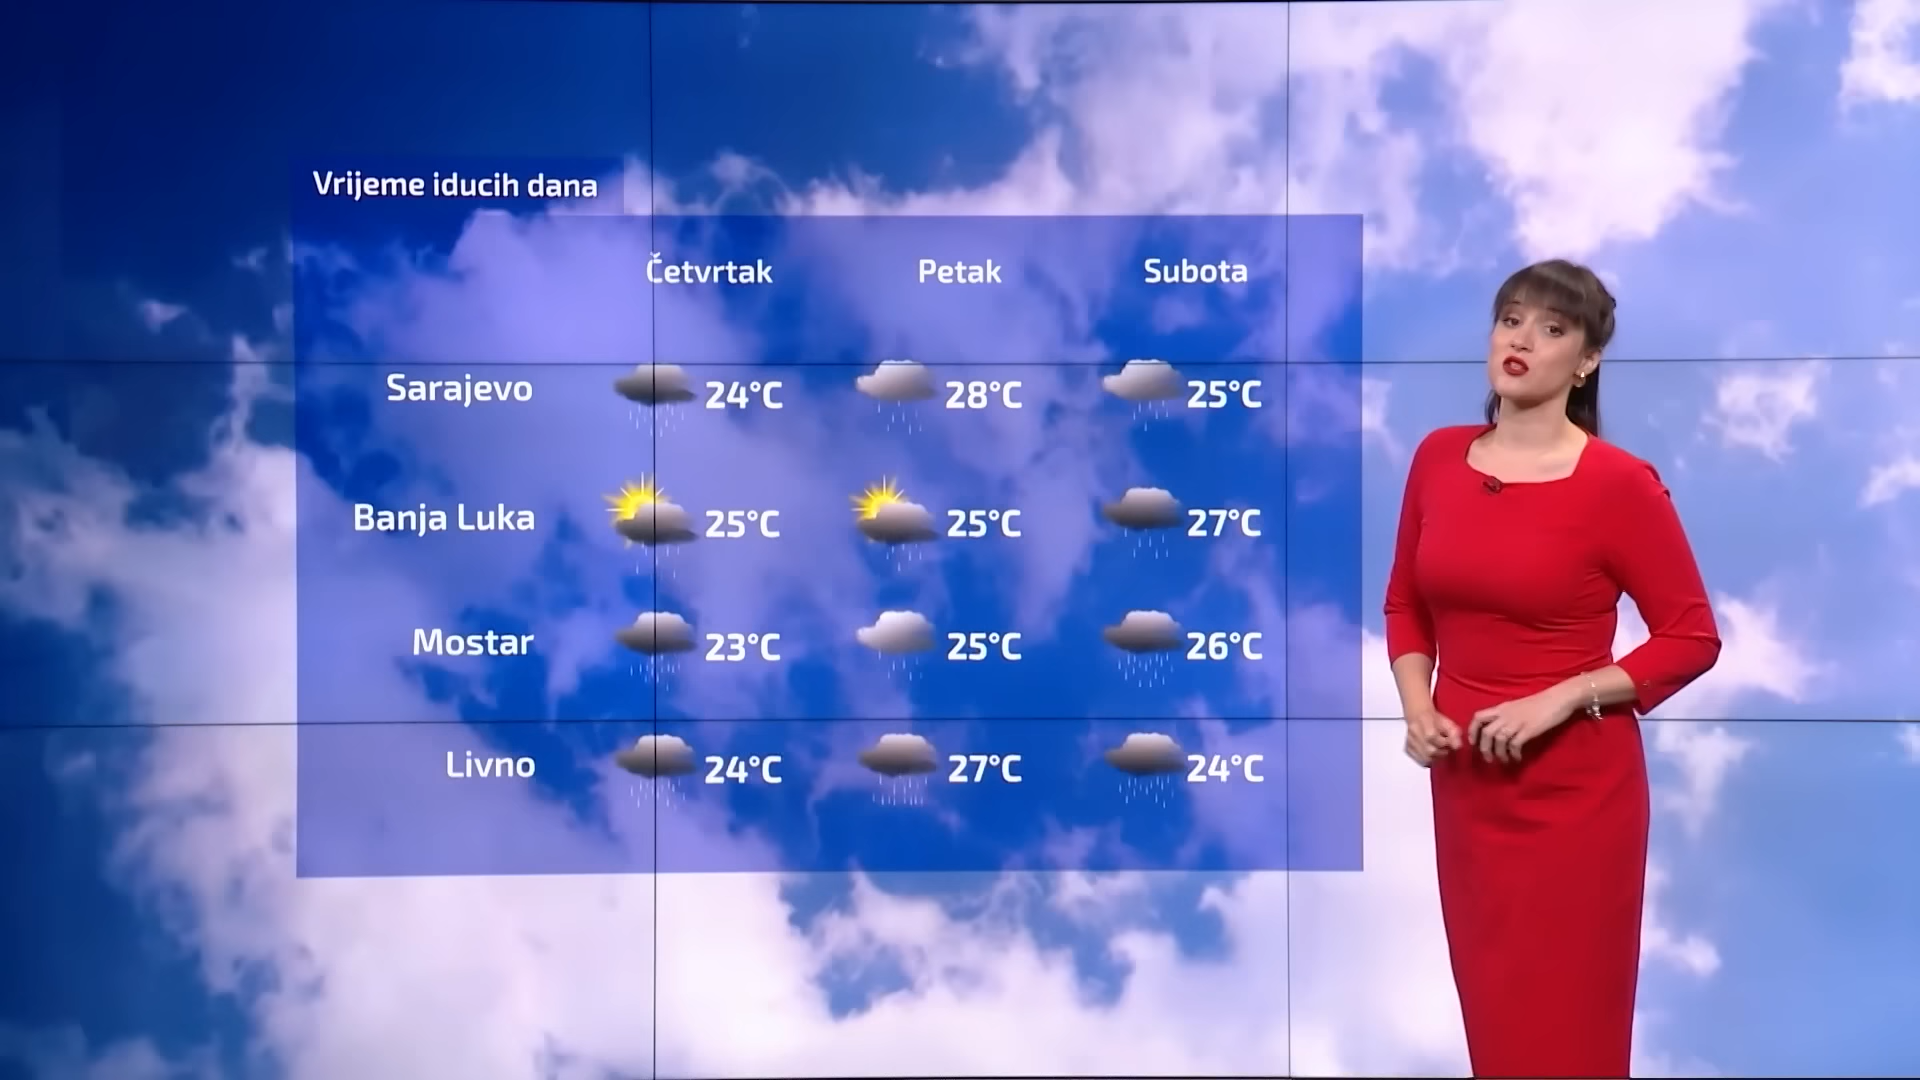 Vrijeme iducih dana
Četvrtak Petak Subota
Sarajevo 24°C 28°C 25°C
Banja Luka 25°C 25°C 27°C
Mostar 23°C 25°C 26°C
Livno 24°C 27°C 24°C